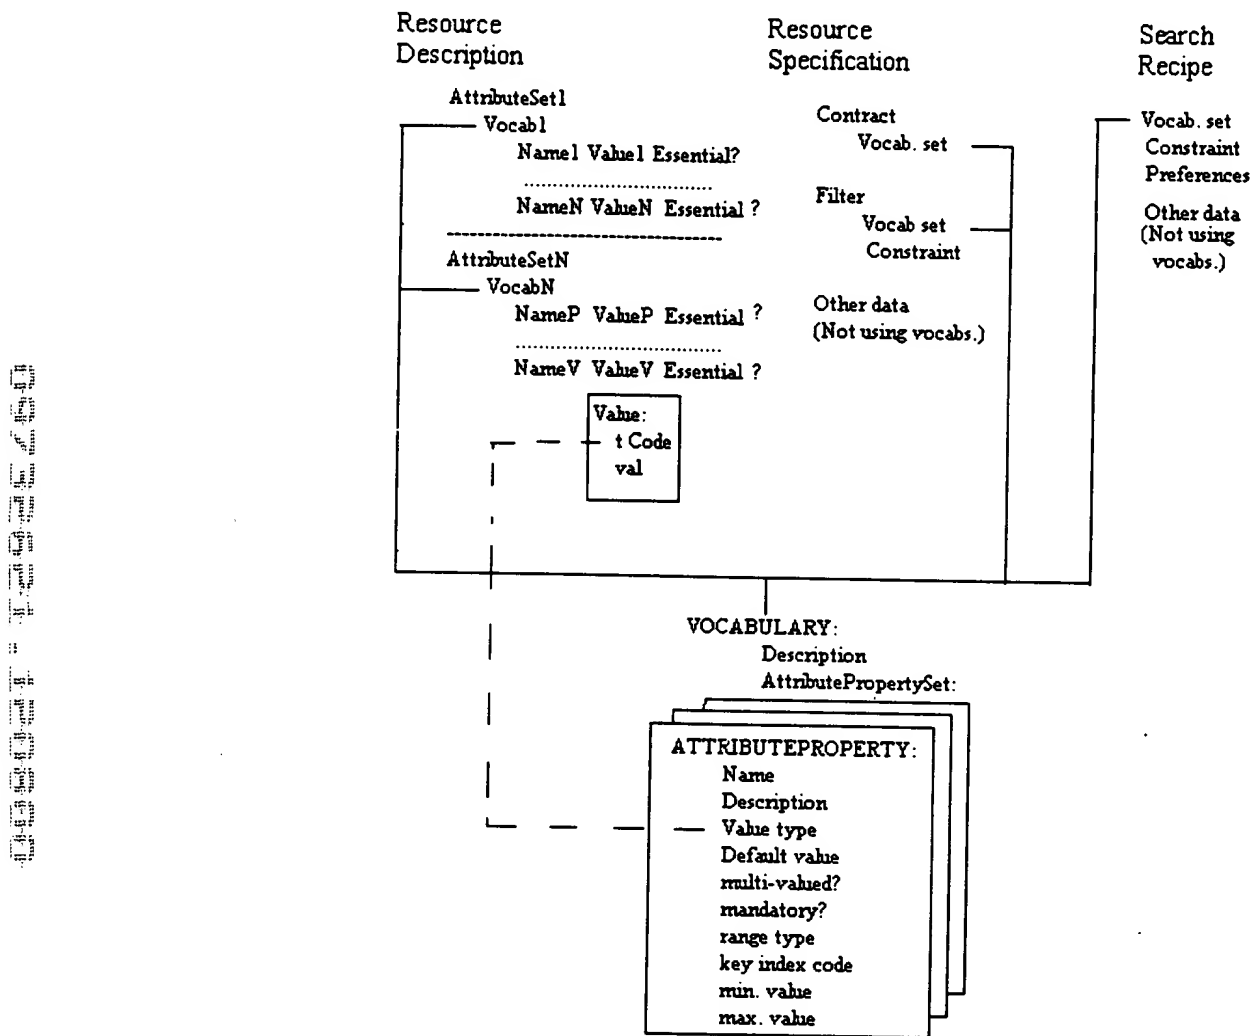 Resource
Description
AttributeSet1
Vocab1
Name1 Value1 Essential?
NameN ValueN Essential ?
AttributeSetN
VocabN
NameP ValueP Essential ?
NameV ValueV Essential ?
Value:
t Code
val
Resource
Specification
Contract
Vocab. set
Filter
Vocab set
Constraint
Other data
(Not using vocabs.)
Search
Recipe
Vocab. set
Constraint
Preferences
Other data
(Not using
vocabs.)
VOCABULARY:
Description
AttributePropertySet:
ATTRIBUTEPROPERTY:
Name
Description
Value type
Default value
multi-valued?
mandatory?
range type
key index code
min. value
max. value